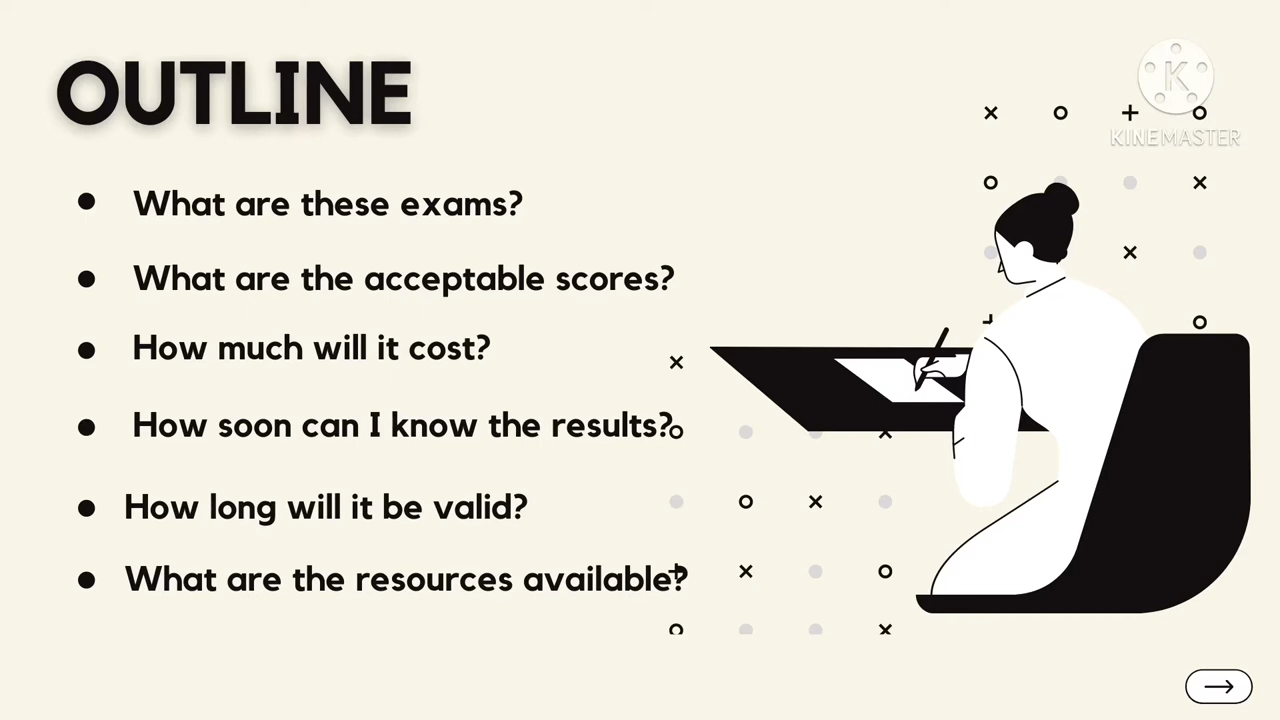 OUTLINE
K
KINEMASTER
What are these exams?
What are the acceptable scores?
How much will it cost?
How soon can I know the results?
How long will it be valid?
What are the resources available?